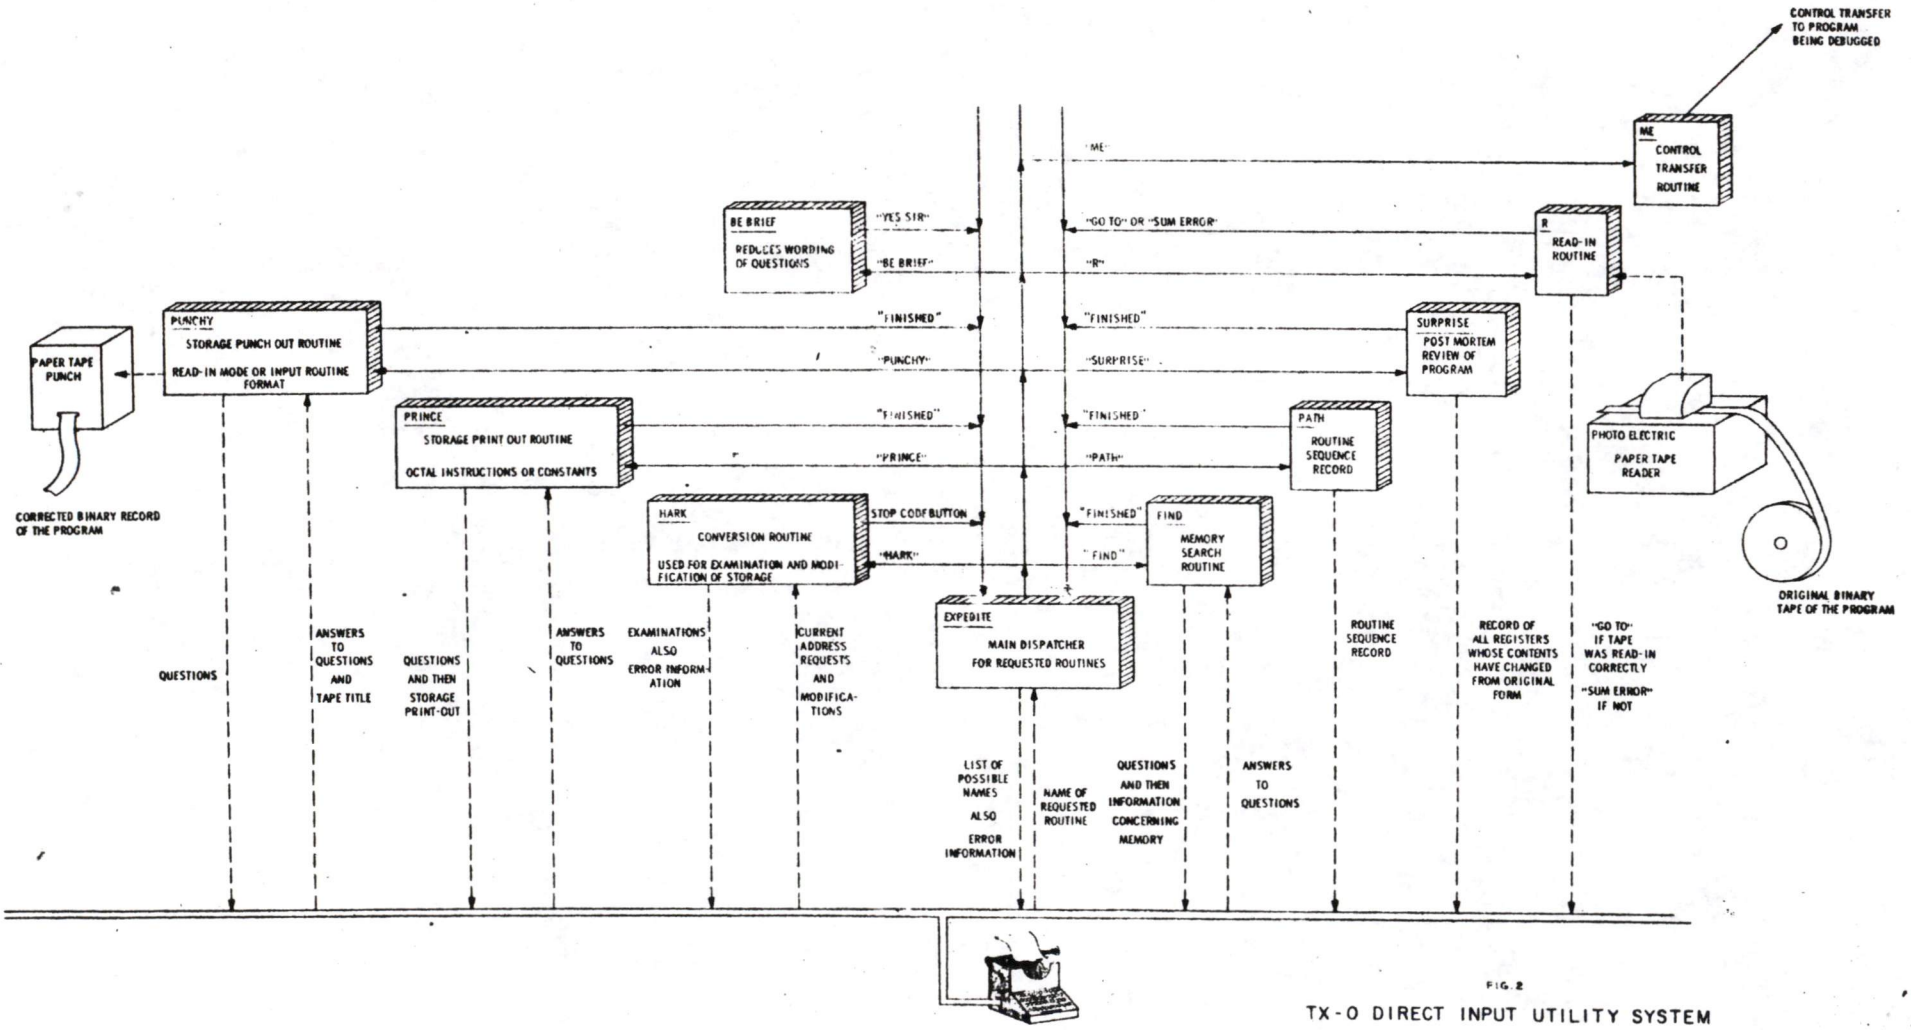 CONTROL TRANSFER
TO PROGRAM
BEING DEBUGGED
ME
CONTROL
TRANSFER
ROUTINE
"ME"
BE BRIEF
REDUCES WORDING
OF QUESTIONS
"YES SIR"
"BE BRIEF"
"GO TO" OR "SUM ERROR"
"R"
R
READ-IN
ROUTINE
PUNCHY
STORAGE PUNCH OUT ROUTINE
READ-IN MODE OR INPUT ROUTINE
FORMAT
"FINISHED"
"PUNCHY"
"FINISHED"
"SURPRISE"
SURPRISE
POST MORTEM
REVIEW OF
PROGRAM
PAPER TAPE
PUNCH
CORRECTED BINARY RECORD
OF THE PROGRAM
PRINCE
STORAGE PRINT OUT ROUTINE
OCTAL INSTRUCTIONS OR CONSTANTS
"FINISHED"
"PRINCE"
"FINISHED"
"PATH"
PATH
ROUTINE
SEQUENCE
RECORD
PHOTO ELECTRIC
PAPER TAPE
READER
ORIGINAL BINARY
TAPE OF THE PROGRAM
HARK
CONVERSION ROUTINE
USED FOR EXAMINATION AND MODI-
FICATION OF STORAGE
STOP CODE BUTTON
"HARK"
"FINISHED"
"FIND"
FIND
MEMORY
SEARCH
ROUTINE
EXPEDITE
MAIN DISPATCHER
FOR REQUESTED ROUTINES
QUESTIONS
ANSWERS
TO
QUESTIONS
AND
TAPE TITLE
QUESTIONS
AND THEN
STORAGE
PRINT-OUT
ANSWERS
TO
QUESTIONS
EXAMINATIONS
ALSO
ERROR INFORM-
ATION
CURRENT
ADDRESS
REQUESTS
AND
MODIFICA-
TIONS
LIST OF
POSSIBLE
NAMES
ALSO
ERROR
INFORMATION
NAME OF
REQUESTED
ROUTINE
QUESTIONS
AND THEN
INFORMATION
CONCERNING
MEMORY
ANSWERS
TO
QUESTIONS
ROUTINE
SEQUENCE
RECORD
RECORD OF
ALL REGISTERS
WHOSE CONTENTS
HAVE CHANGED
FROM ORIGINAL
FORM
"GO TO"
IF TAPE
WAS READ-IN
CORRECTLY
"SUM ERROR"
IF NOT
FIG. 2
TX-0 DIRECT INPUT UTILITY SYSTEM